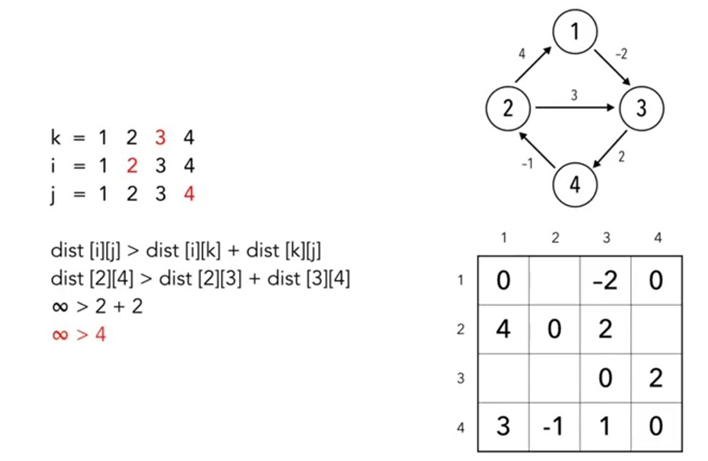 k = 1 2 3 4
i = 1 2 3 4
j = 1 2 3 4
dist [i][j] > dist [i][k] + dist [k][j]
dist [2][4] > dist [2][3] + dist [3][4]
∞ > 2 + 2
∞ > 4
1
4
-2
2
3
3
-1
2
4
1 2 3 4
1 0 -2 0
2 4 0 2
3 0 2
4 3 -1 1 0